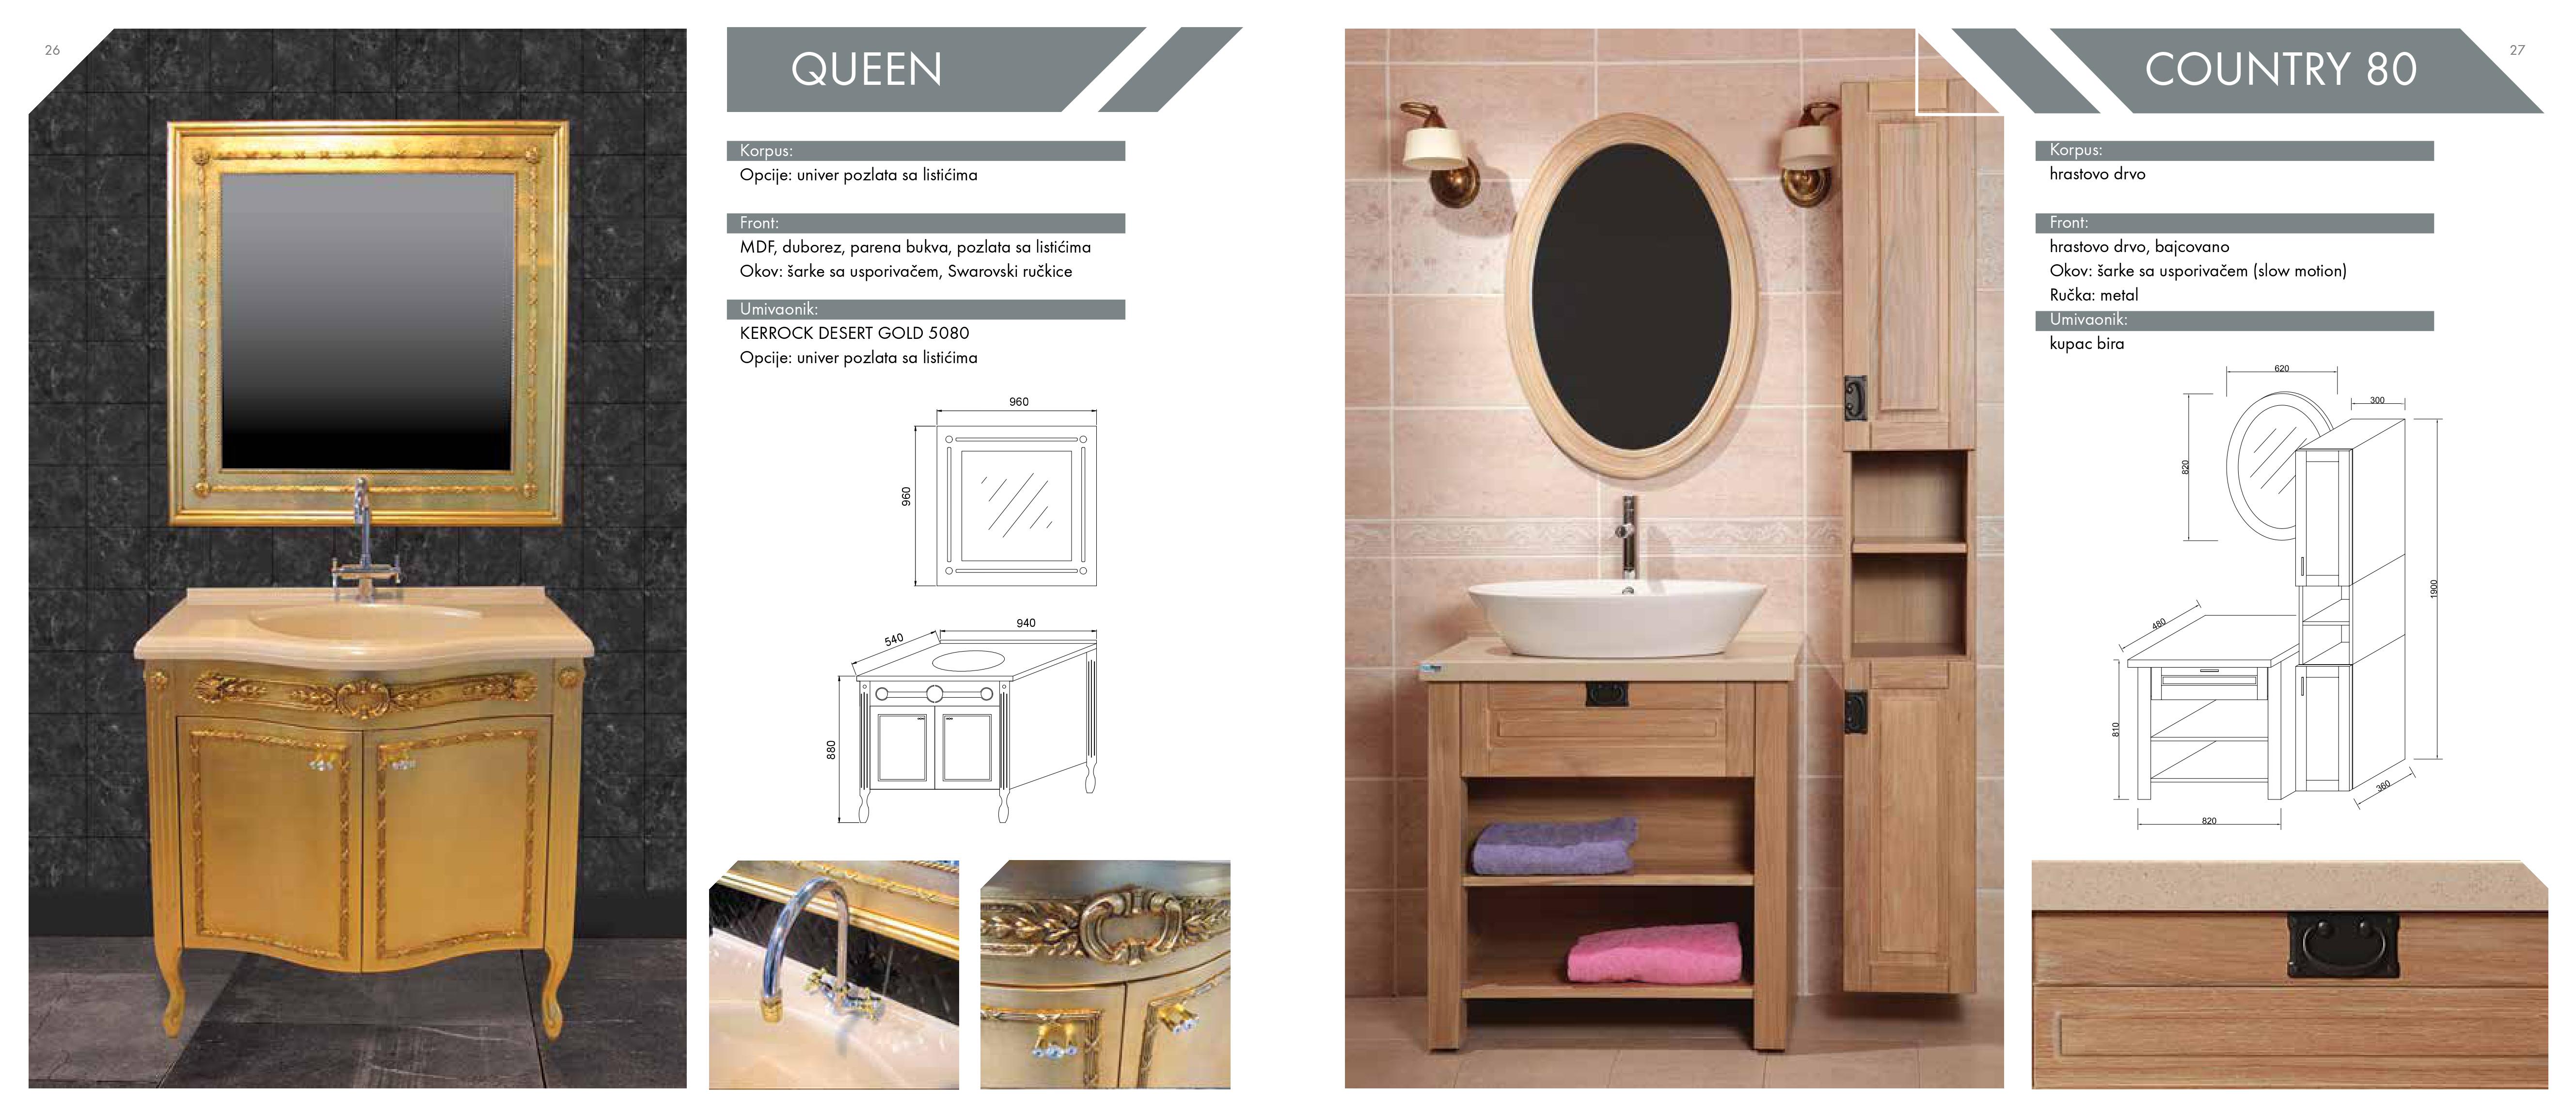 26
QUEEN
Korpus:
Opcije: univer pozlata sa listićima
Front:
MDF, duborez, parena bukva, pozlata sa listićima
Okov: šarke sa usporivačem, Swarovski ručkice
Umivaonik:
KERROCK DESERT GOLD 5080
Opcije: univer pozlata sa listićima
960
960
540
940
880
COUNTRY 80
27
Korpus:
hrastovo drvo
Front:
hrastovo drvo, bajcovano
Okov: šarke sa usporivačem (slow motion)
Ručka: metal
Umivaonik:
kupac bira
620
300
820
1900
480
810
360
820